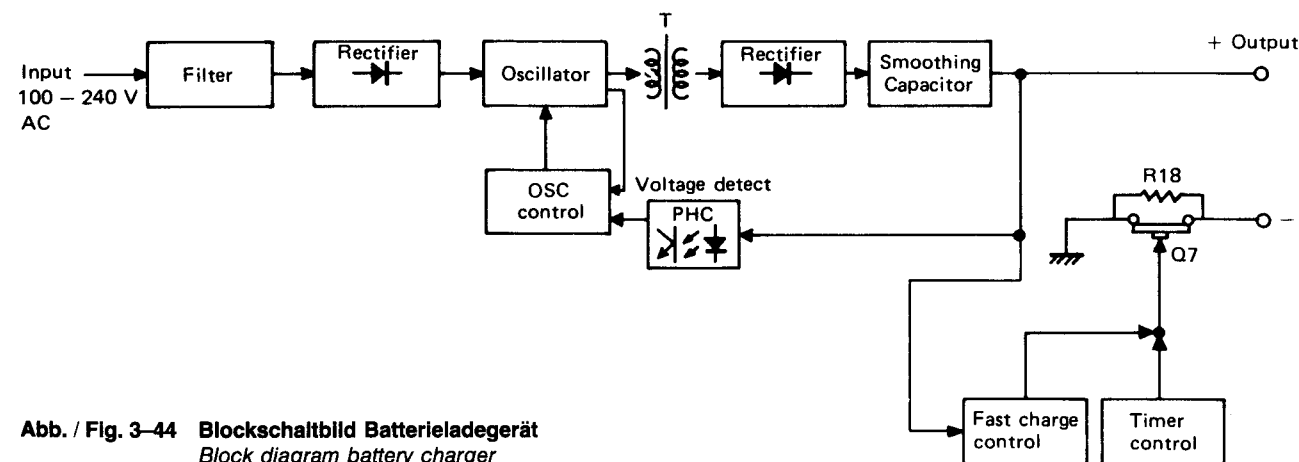 T
+ Output
Input
100 – 240 V
AC
Filter
Rectifier
Oscillator
Rectifier
Smoothing
Capacitor
OSC
control
Voltage detect
PHC
R18
–
Q7
Fast charge
control
Timer
control
Abb. / Fig. 3–44 Blockschaltbild Batterieladegerät
Block diagram battery charger